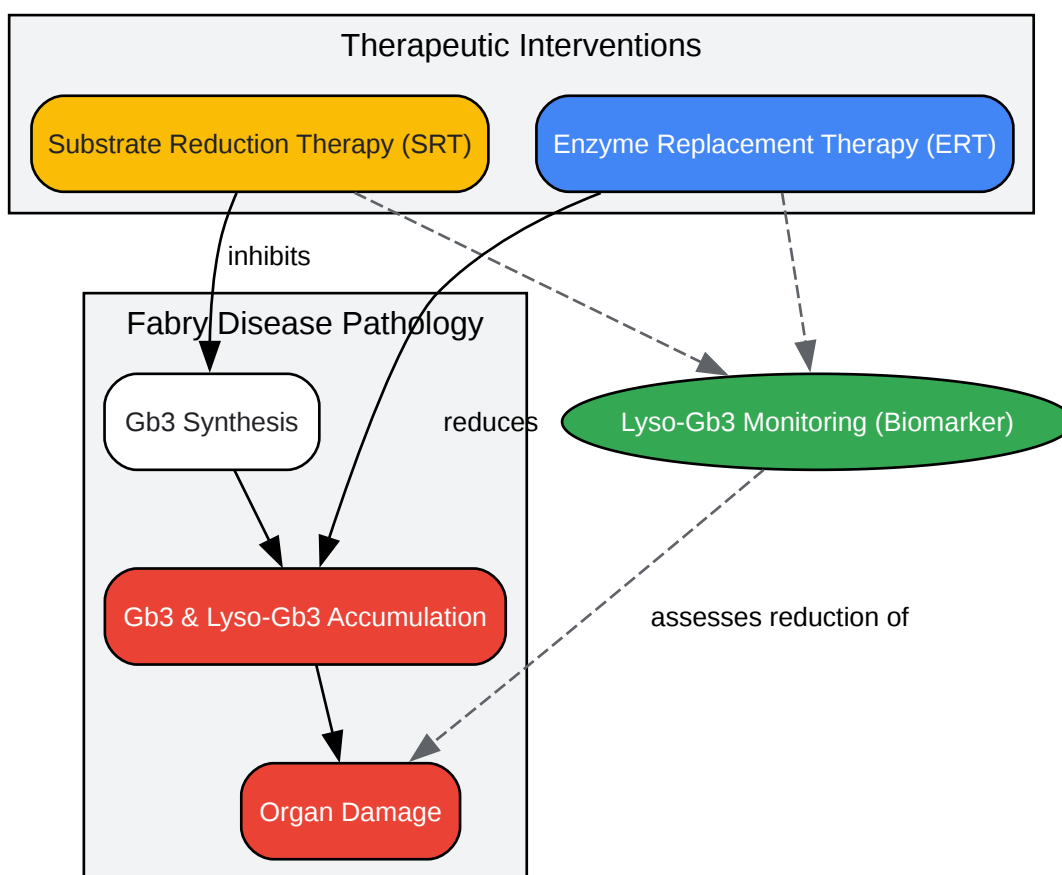 Therapeutic Interventions
Substrate Reduction Therapy (SRT)
Enzyme Replacement Therapy (ERT)
inhibits
Fabry Disease Pathology
Gb3 Synthesis
reduces
Lyso-Gb3 Monitoring (Biomarker)
Gb3 & Lyso-Gb3 Accumulation
assesses reduction of
Organ Damage